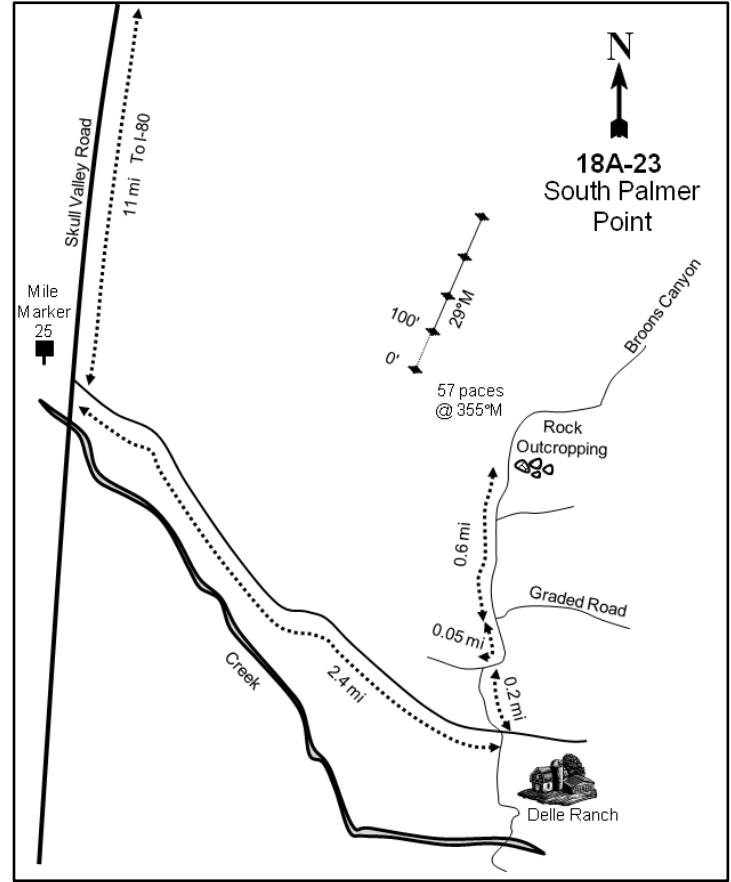 N
18A-23
South Palmer
Point
11 mi To I-80
Skull Valley Road
Mile
Marker
25
100'
29°M
0'
57 paces
@ 355°M
Broons Canyon
Rock
Outcropping
0.6 mi
Graded Road
0.05 mi
0.2 mi
2.4 mi
Creek
Delle Ranch